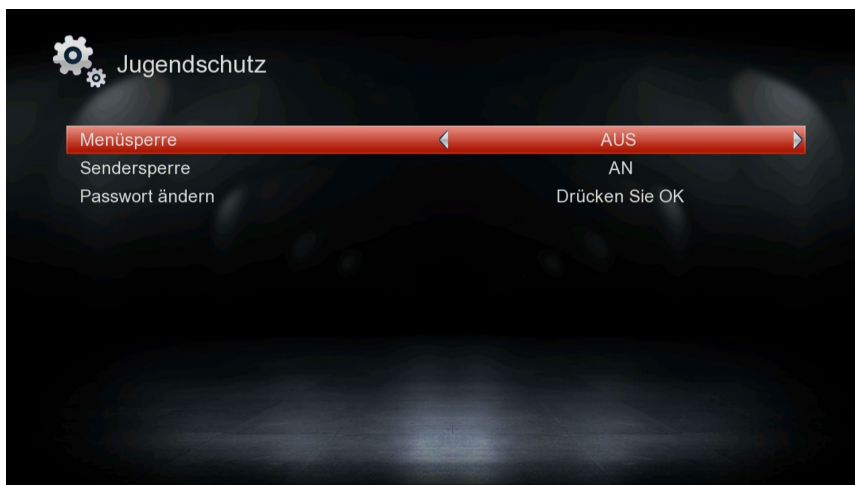 Jugendschutz
Menüsperre AUS
Sendersperre AN
Passwort ändern Drücken Sie OK